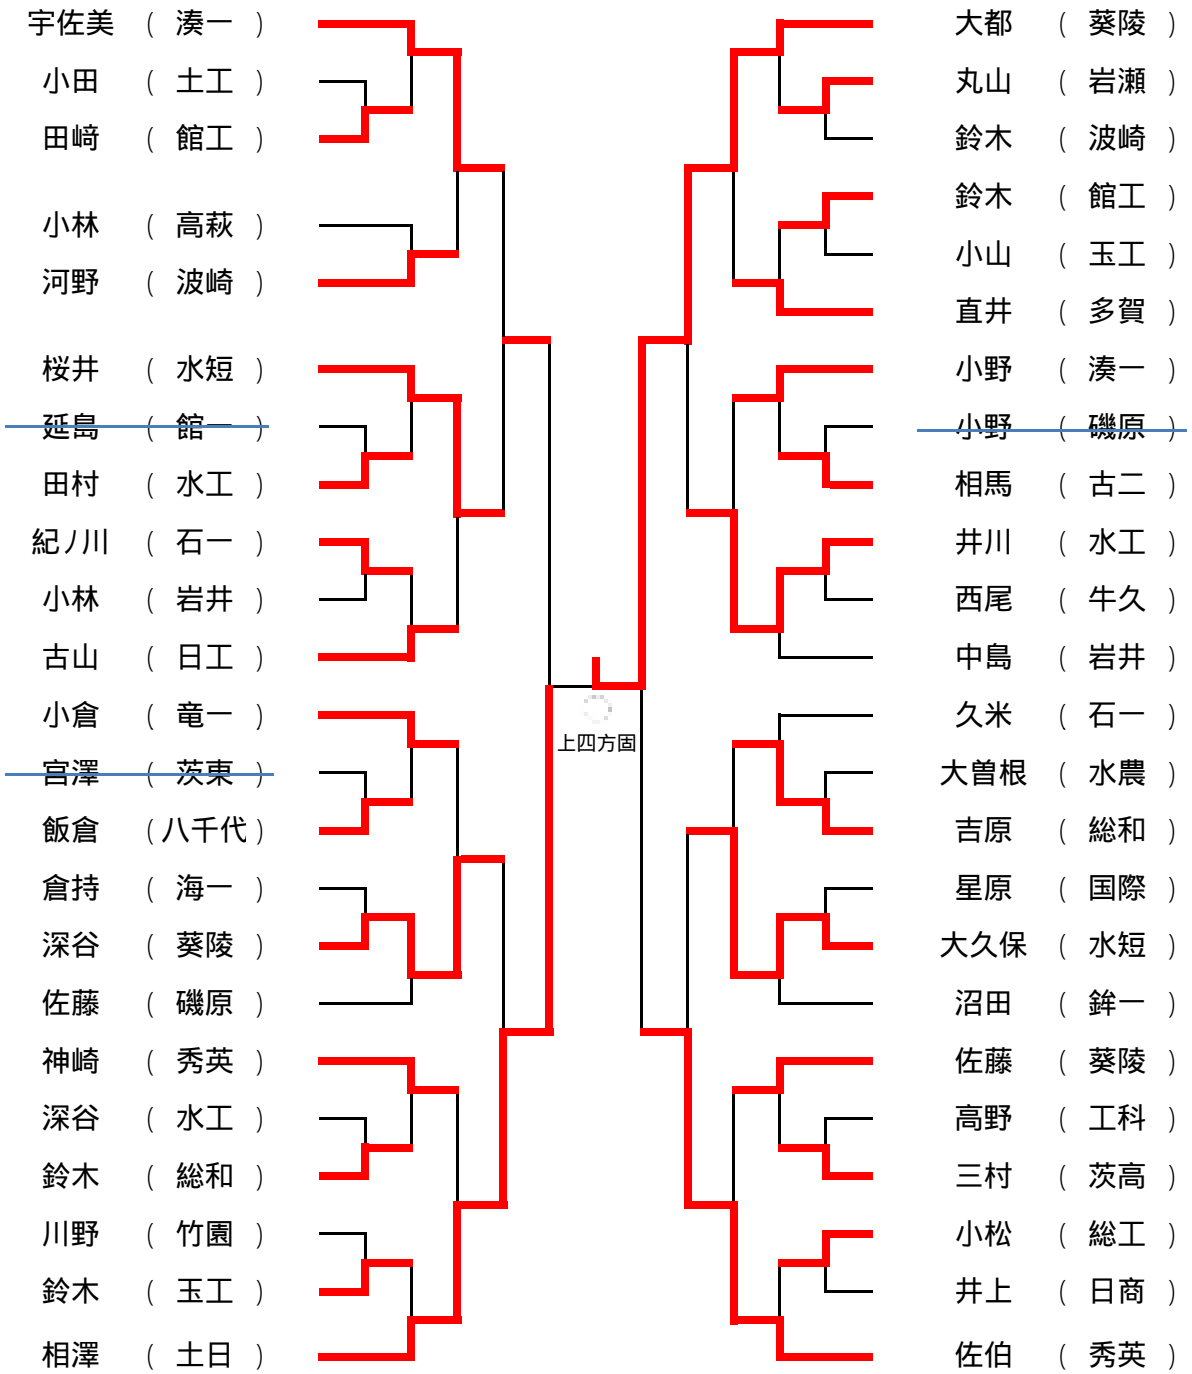 宇佐美 ( 湊一 )
小田 ( 土工 )
田﨑 ( 館工 )
小林 ( 高萩 )
河野 ( 波崎 )
桜井 ( 水短 )
延島 ( 館一 )
田村 ( 水工 )
紀ノ川 ( 石一 )
小林 ( 岩井 )
古山 ( 日工 )
小倉 ( 竜一 )
宮澤 ( 茨東 )
飯倉 ( 八千代 )
倉持 ( 海一 )
深谷 ( 葵陵 )
佐藤 ( 磯原 )
神崎 ( 秀英 )
深谷 ( 水工 )
鈴木 ( 総和 )
川野 ( 竹園 )
鈴木 ( 玉工 )
相澤 ( 土日 )
上四方固
大都 ( 葵陵 )
丸山 ( 岩瀬 )
鈴木 ( 波崎 )
鈴木 ( 館工 )
小山 ( 玉工 )
直井 ( 多賀 )
小野 ( 湊一 )
小野 ( 磯原 )
相馬 ( 古二 )
井川 ( 水工 )
西尾 ( 牛久 )
中島 ( 岩井 )
久米 ( 石一 )
大曽根 ( 水農 )
吉原 ( 総和 )
星原 ( 国際 )
大久保 ( 水短 )
沼田 ( 鉾一 )
佐藤 ( 葵陵 )
高野 ( 工科 )
三村 ( 茨高 )
小松 ( 総工 )
井上 ( 日商 )
佐伯 ( 秀英 )